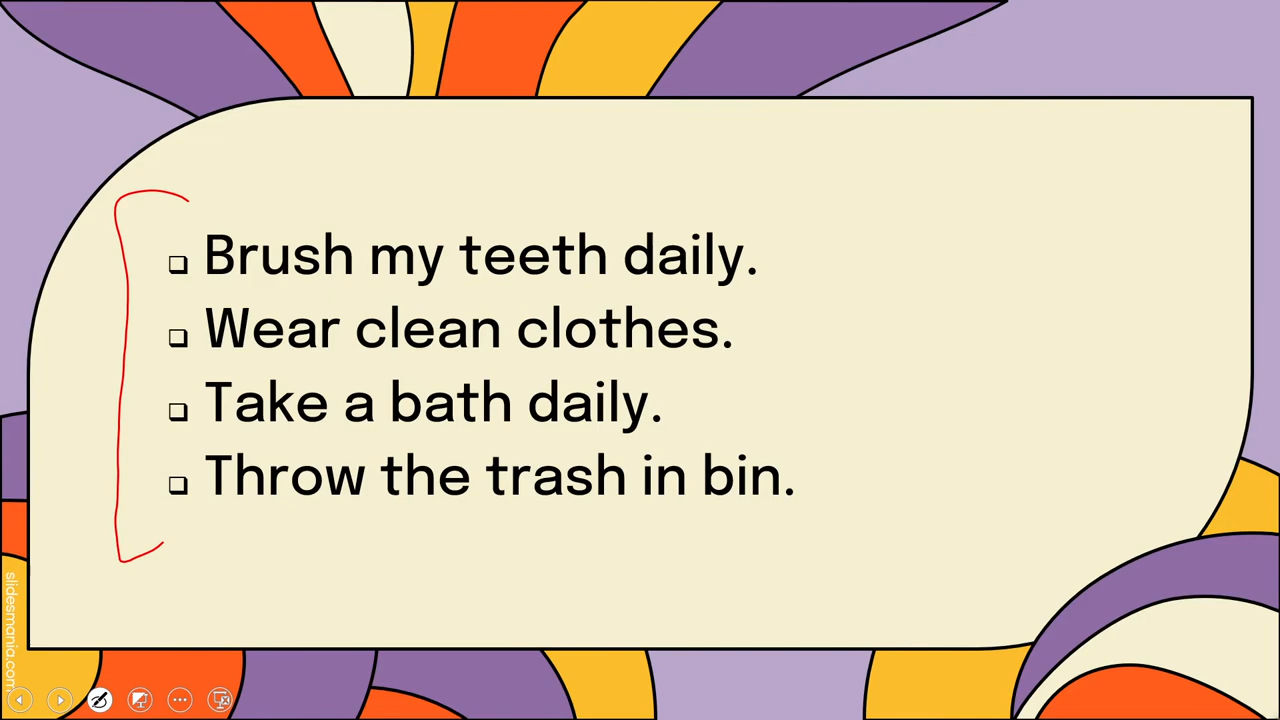 Brush my teeth daily.
Wear clean clothes.
Take a bath daily.
Throw the trash in bin.
slidesmania.com